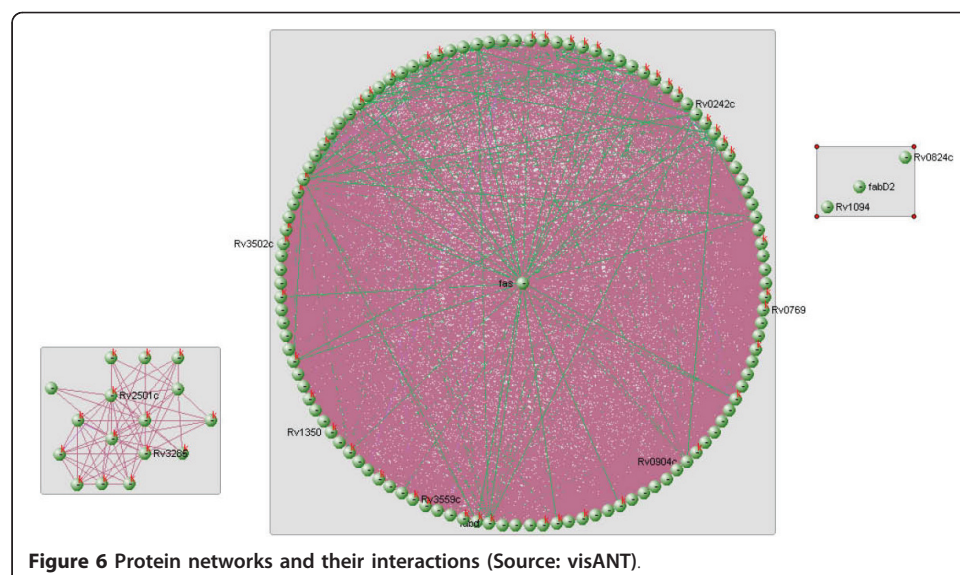 Rv0242c
Rv0824c
fabD2
Rv1094
Rv3502c
fas
Rv0769
Rv2501c
Rv3285
Rv1350
Rv0904c
Rv3559c
Figure 6 Protein networks and their interactions (Source: visANT).